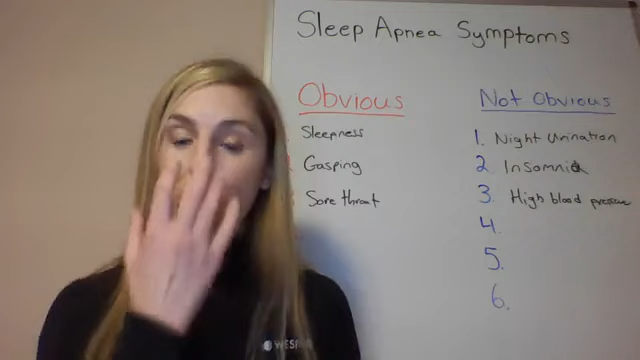 Sleep Apnea Symptoms
Obvious
Sleepness
Gasping
Sore throat
Not Obvious
1. Night Urination
2. Insomnia
3. High blood pressure
4.
5.
6.